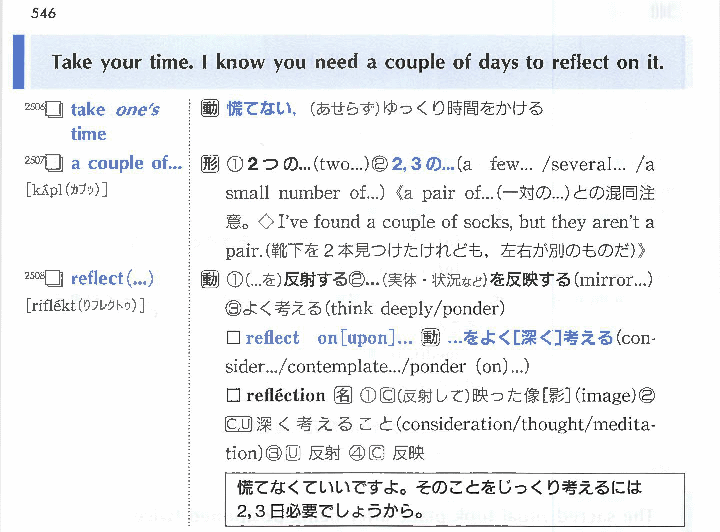 546
Take your time. I know you need a couple of days to reflect on it.
2506 □ take one's time
動 慌てない, (あせらず)ゆっくり時間をかける
2507 □ a couple of...
[kʌ́pl(カプゥ)]
形 ①2つの...(two...)②2, 3の...(a few... /several... /a
small number of...)《a pair of...(一対の...)との混同注
意。◇I've found a couple of socks, but they aren't a
pair.(靴下を2本見つけたけれども, 左右が別のものだ)》
2508 □ reflect(...)
[riflékt(リフレクトゥ)]
動 ①(...を)反射する②...(実体・状況など)を反映する(mirror...)
③よく考える(think deeply/ponder)
□ reflect on[upon]... 動 ...をよく[深く]考える(con-
sider.../contemplate.../ponder (on)...)
□ refléction 名 ①C(反射して)映った像[影](image)②
C,U深く考えること(consideration/thought/medita-
tion)③U 反射 ④C 反映
慌てなくていいですよ。そのことをじっくり考えるには
2,3日必要でしょうから。